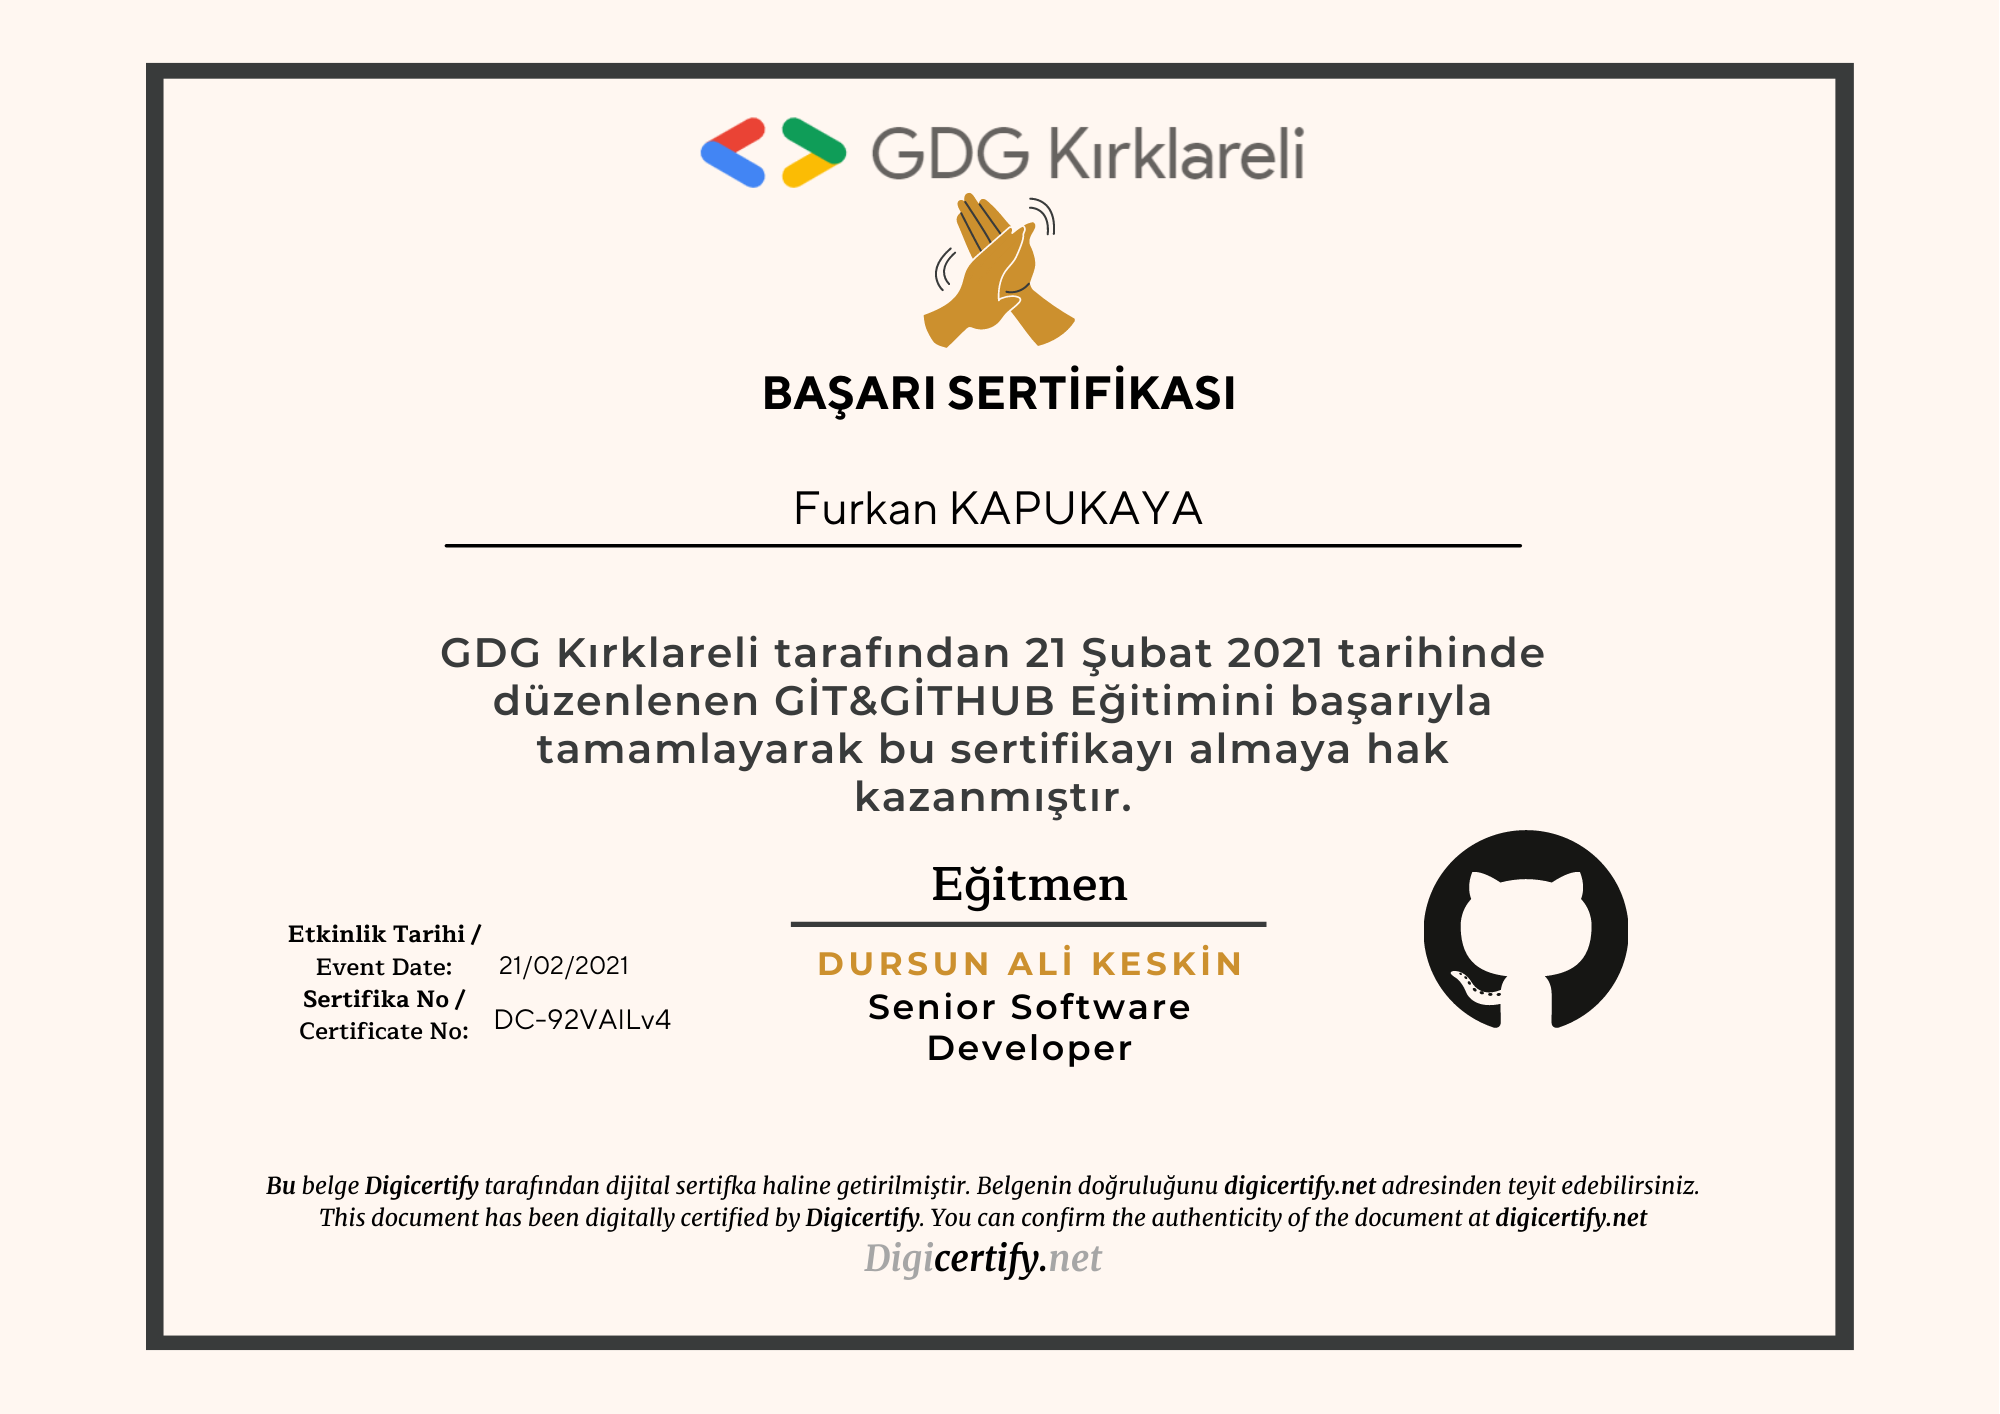 GDG Kırklareli
BAŞARI SERTİFİKASI
Furkan KAPUKAYA
GDG Kırklareli tarafından 21 Şubat 2021 tarihinde
düzenlenen GİT&GİTHUB Eğitimini başarıyla
tamamlayarak bu sertifikayı almaya hak
kazanmıştır.
Etkinlik Tarihi /
Event Date: 21/02/2021
Sertifika No /
Certificate No: DC-92VAILv4
Eğitmen
DURSUN ALİ KESKİN
Senior Software
Developer
Bu belge Digicertify tarafından dijital sertifka haline getirilmiştir. Belgenin doğruluğunu digicertify.net adresinden teyit edebilirsiniz.
This document has been digitally certified by Digicertify. You can confirm the authenticity of the document at digicertify.net
Digicertify.net